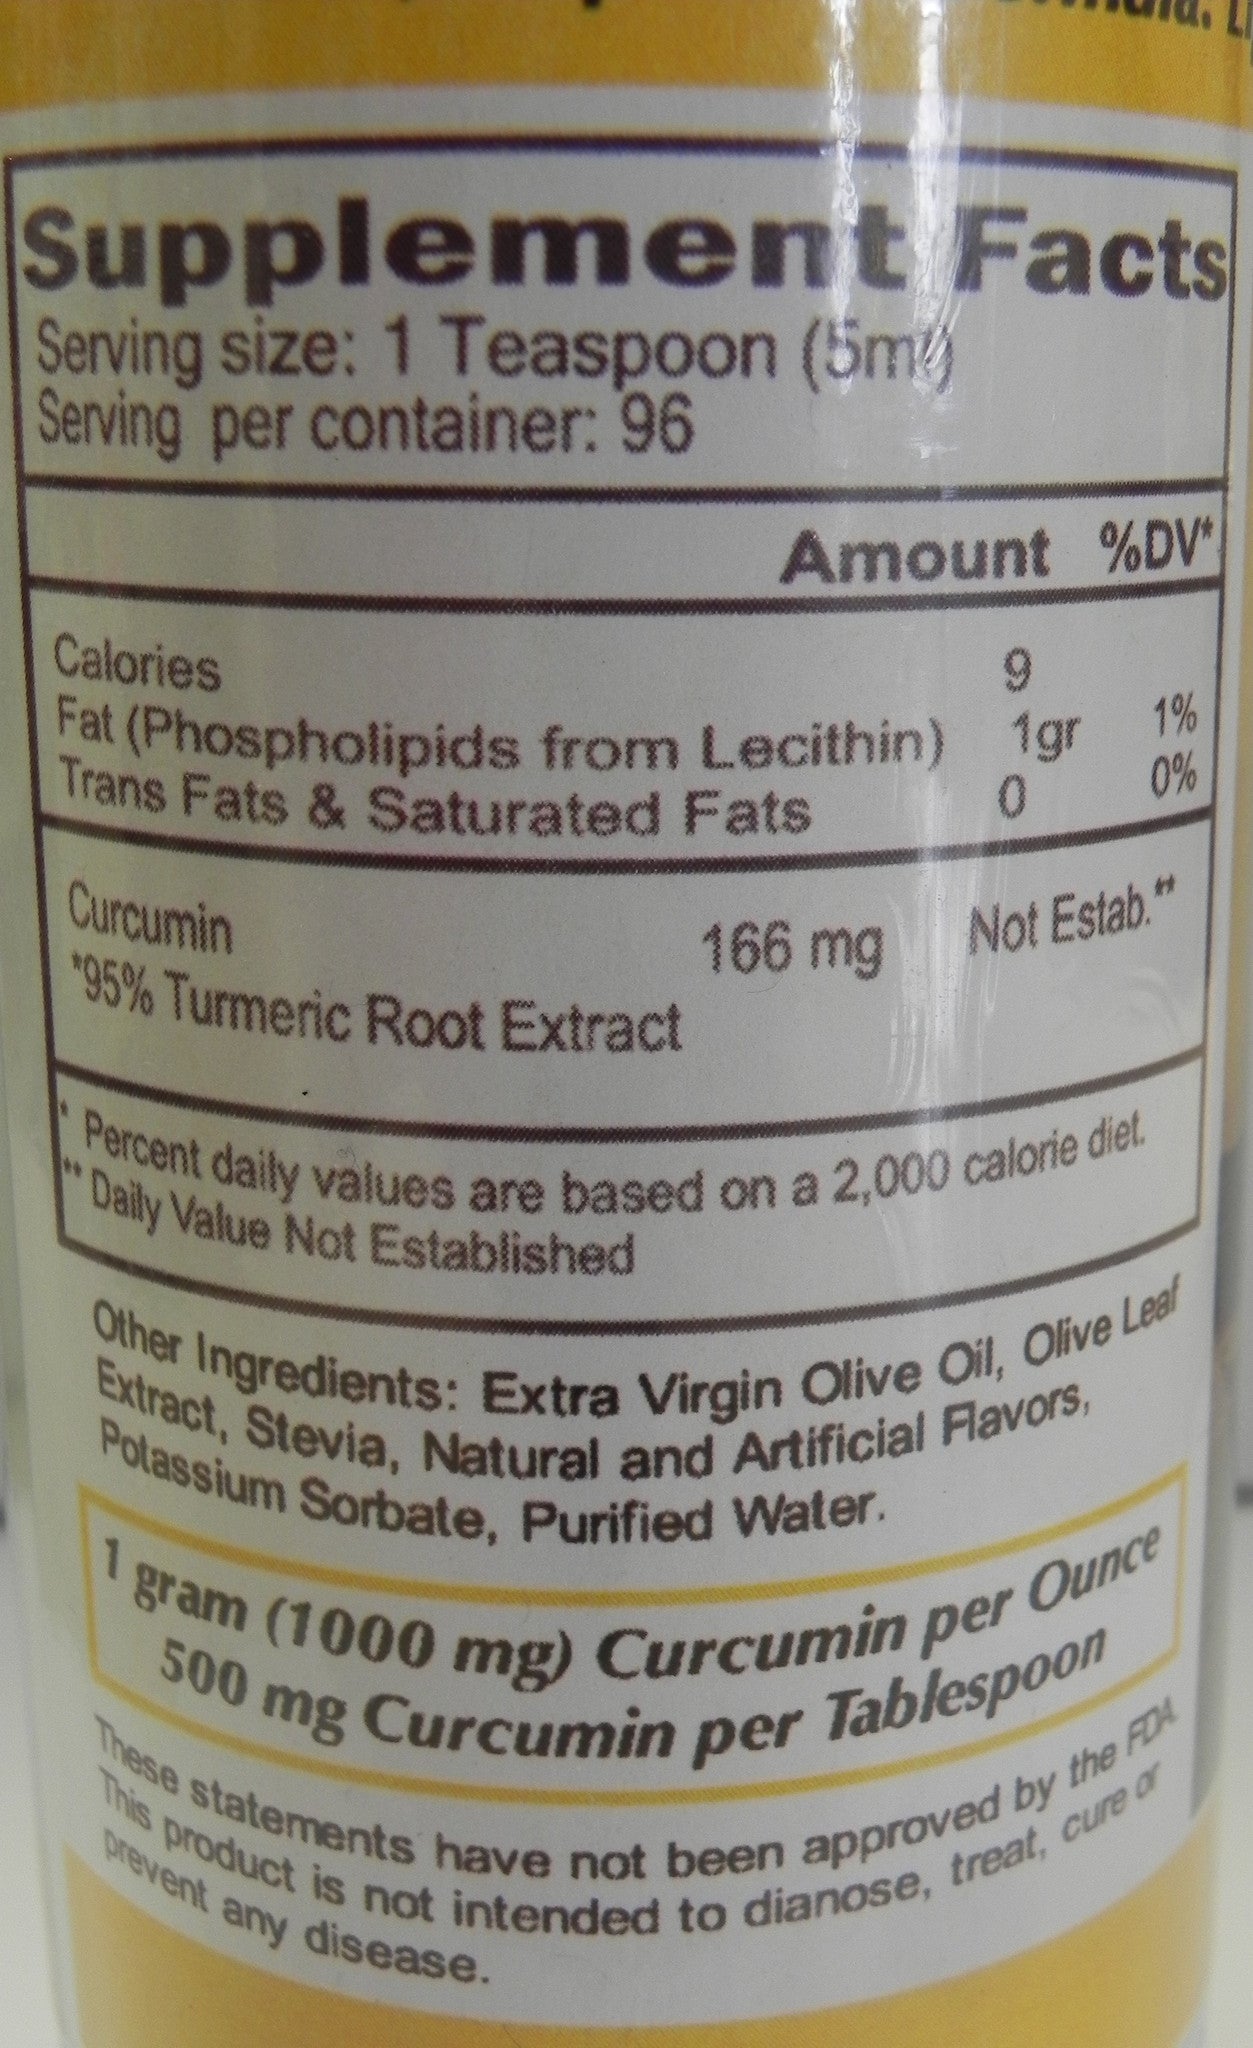 Supplement Facts
Serving size: 1 Teaspoon (5mg
Serving per container: 96
Amount %DV*
Calories 9
Fat (Phospholipids from Lecithin) 1gr 1%
Trans Fats & Saturated Fats 0 0%
Curcumin 166 mg Not Estab.**
*95% Turmeric Root Extract
* Percent daily values are based on a 2,000 calorie diet.
** Daily Value Not Established
Other Ingredients: Extra Virgin Olive Oil, Olive Leaf
Extract, Stevia, Natural and Artificial Flavors,
Potassium Sorbate, Purified Water.
1 gram (1000 mg) Curcumin per Ounce
500 mg Curcumin per Tablespoon
These statements have not been approved by the FDA
This product is not intended to dianose, treat, cure or
prevent any disease.